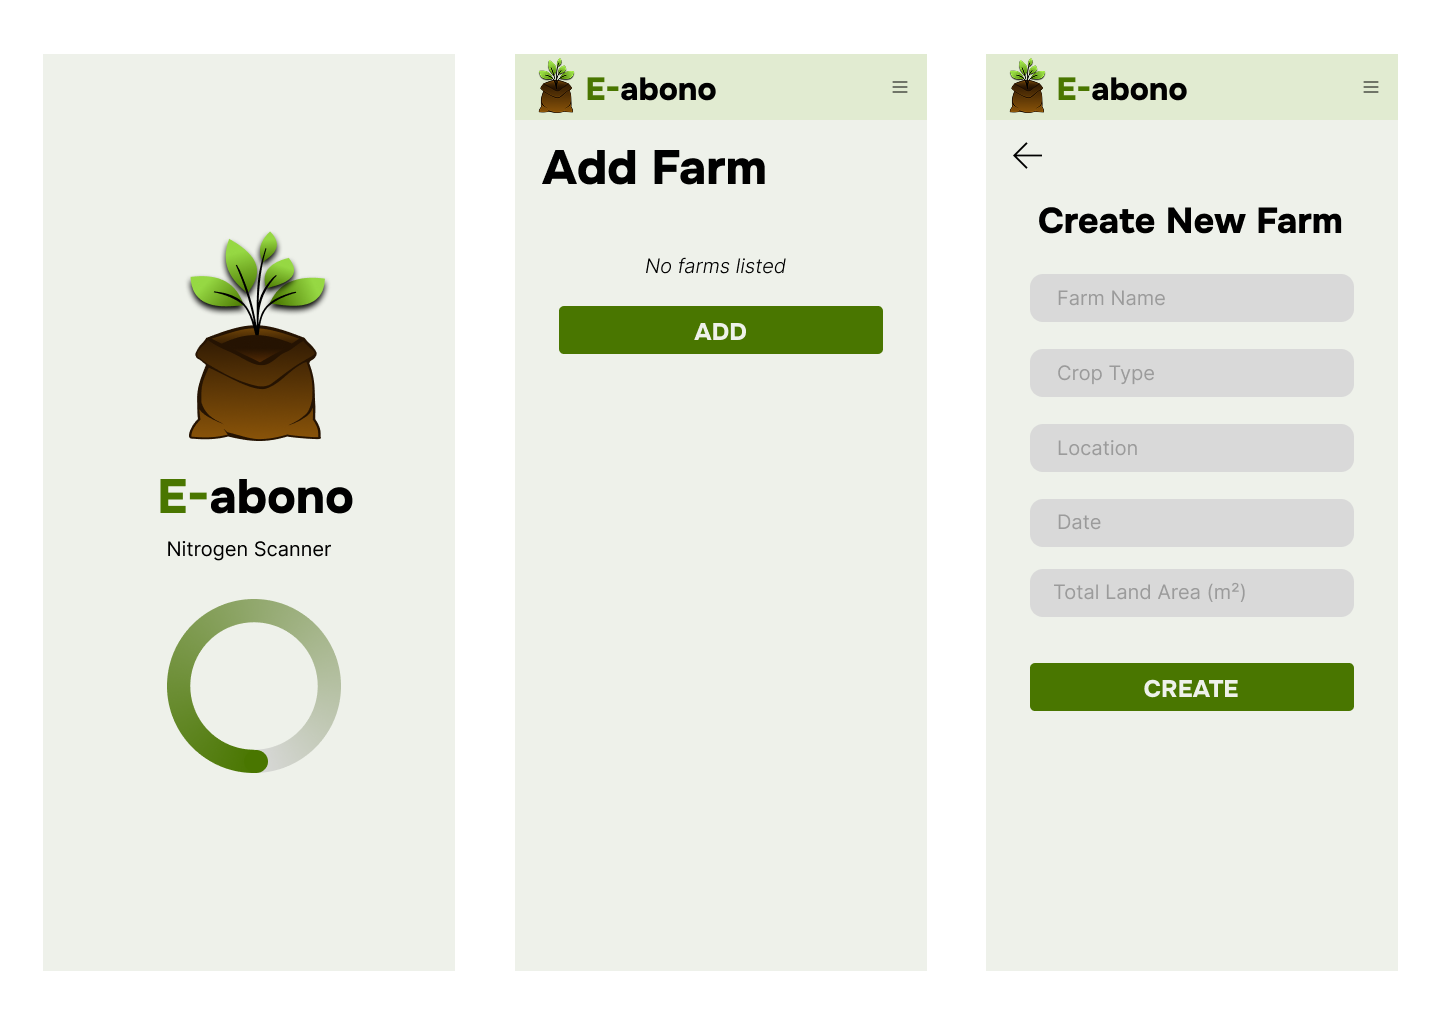 E-abono
Nitrogen Scanner
E-abono
Add Farm
No farms listed
ADD
E-abono
Create New Farm
Farm Name
Crop Type
Location
Date
Total Land Area (m²)
CREATE